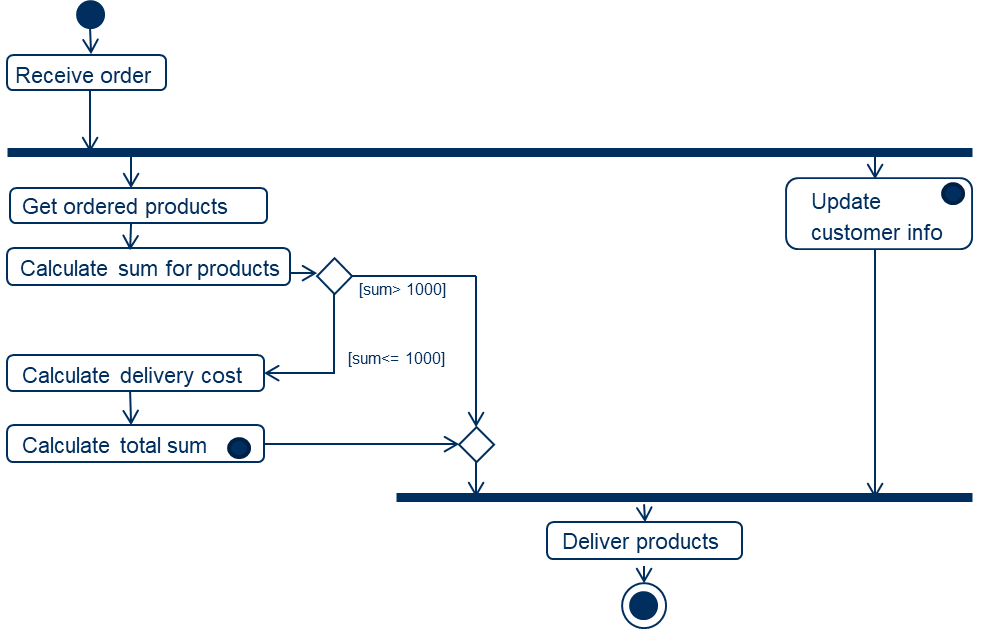 Receive order
Get ordered products
Update
customer info
Calculate sum for products
[sum> 1000]
[sum<= 1000]
Calculate delivery cost
Calculate total sum
Deliver products